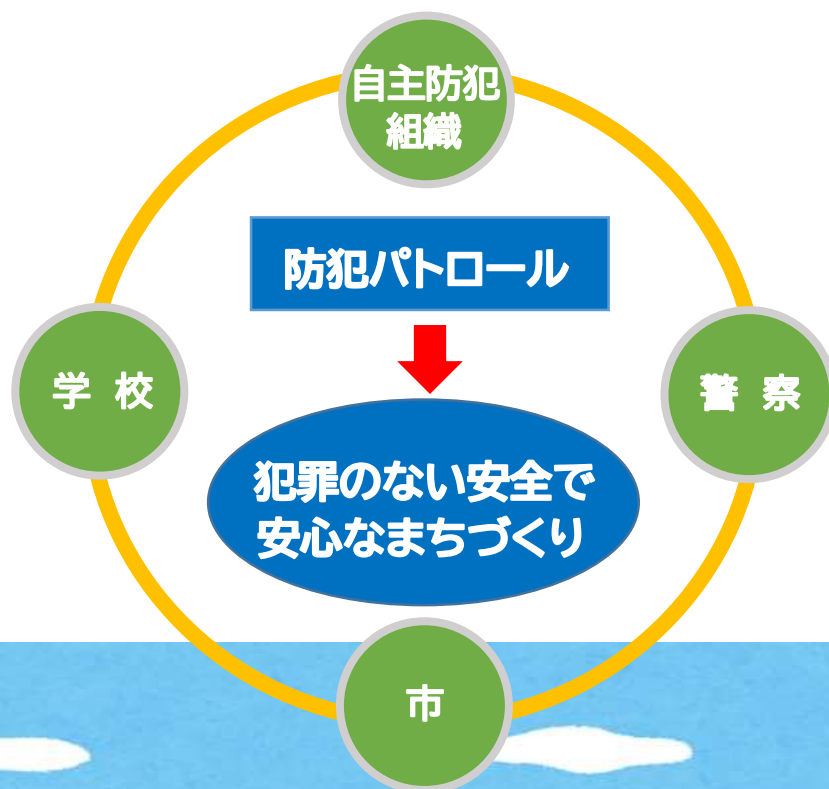 自主防犯
組織
防犯パトロール
学 校
警 察
犯罪のない安全で
安心なまちづくり
市